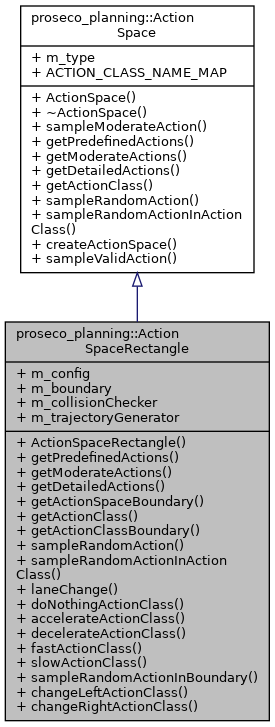 proseco_planning::Action
Space
+ m_type
+ ACTION_CLASS_NAME_MAP
+ ActionSpace()
+ ~ActionSpace()
+ sampleModerateAction()
+ getPredefinedActions()
+ getModerateActions()
+ getDetailedActions()
+ getActionClass()
+ sampleRandomAction()
+ sampleRandomActionInAction
Class()
+ createActionSpace()
+ sampleValidAction()
proseco_planning::Action
SpaceRectangle
+ m_config
+ m_boundary
+ m_collisionChecker
+ m_trajectoryGenerator
+ ActionSpaceRectangle()
+ getPredefinedActions()
+ getModerateActions()
+ getDetailedActions()
+ getActionSpaceBoundary()
+ getActionClass()
+ getActionClassBoundary()
+ sampleRandomAction()
+ sampleRandomActionInAction
Class()
+ laneChange()
+ doNothingActionClass()
+ accelerateActionClass()
+ decelerateActionClass()
+ fastActionClass()
+ slowActionClass()
+ sampleRandomActionInBoundary()
+ changeLeftActionClass()
+ changeRightActionClass()